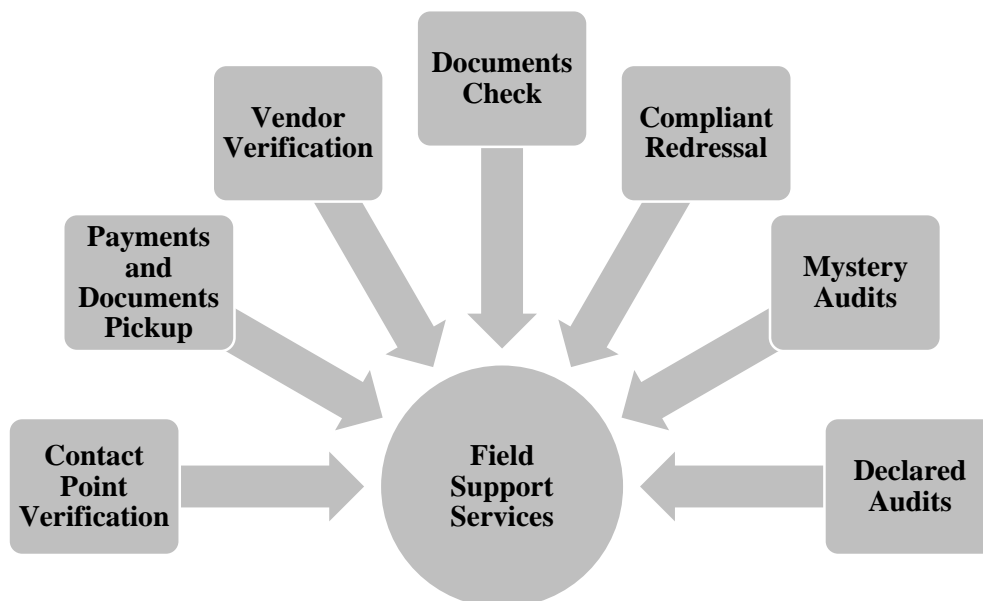 Documents
Check
Vendor
Verification
Compliant
Redressal
Payments
and
Documents
Pickup
Mystery
Audits
Contact
Point
Verification
Field
Support
Services
Declared
Audits